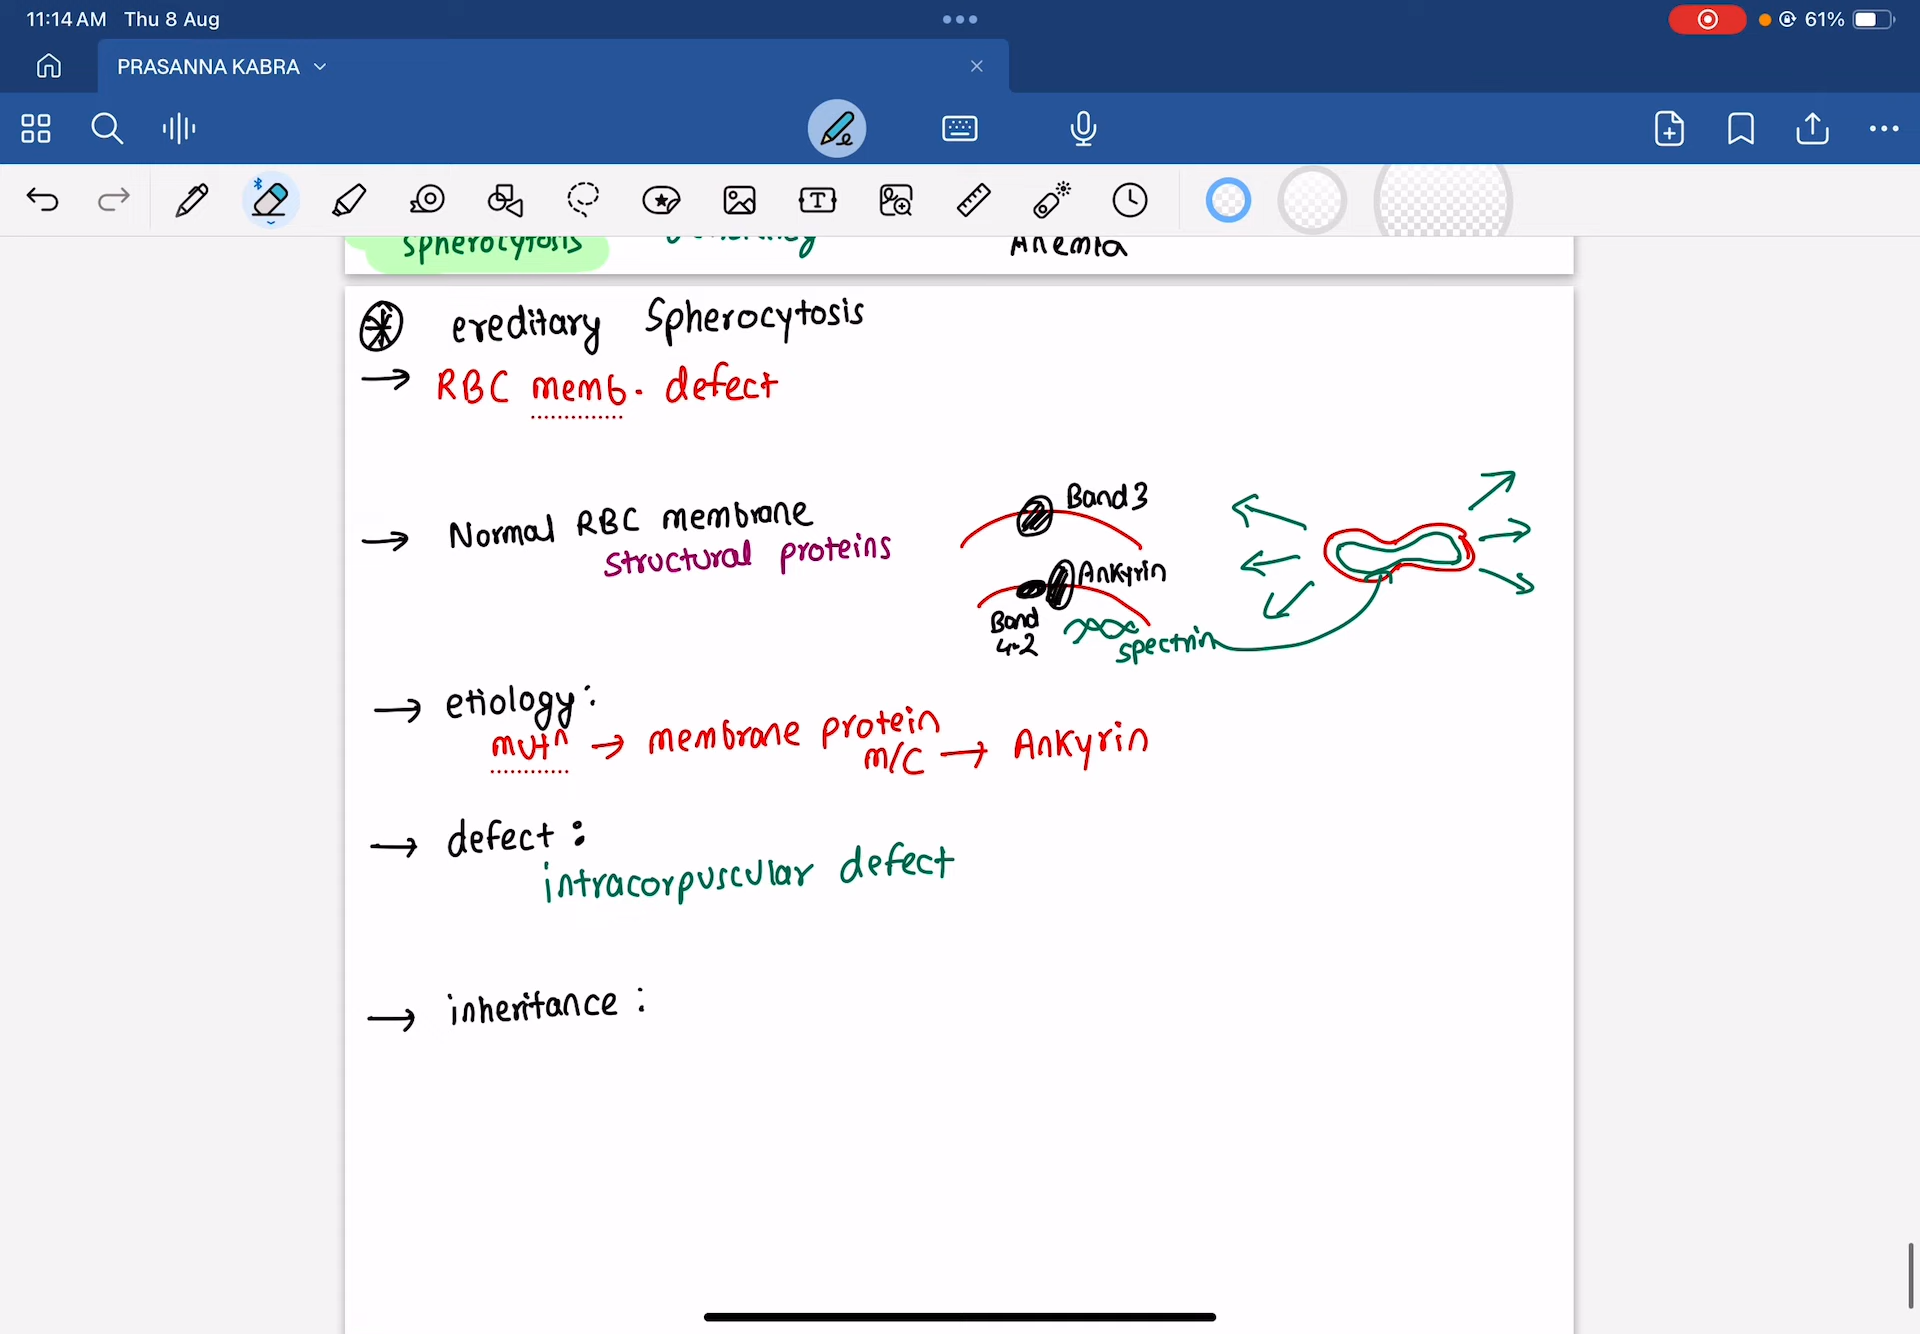 11:14 AM Thu 8 Aug
61%
PRASANNA KABRA
spherocytosis
Anemia
ereditary Spherocytosis
→ RBC memb. defect
Band 3
→ Normal RBC membrane
structural proteins
Ankyrin
Band
4.2
spectrin
→ etiology:
mutⁿ → membrane protein
m/c → Ankyrin
→ defect:
intracorpuscular defect
→ inheritance: